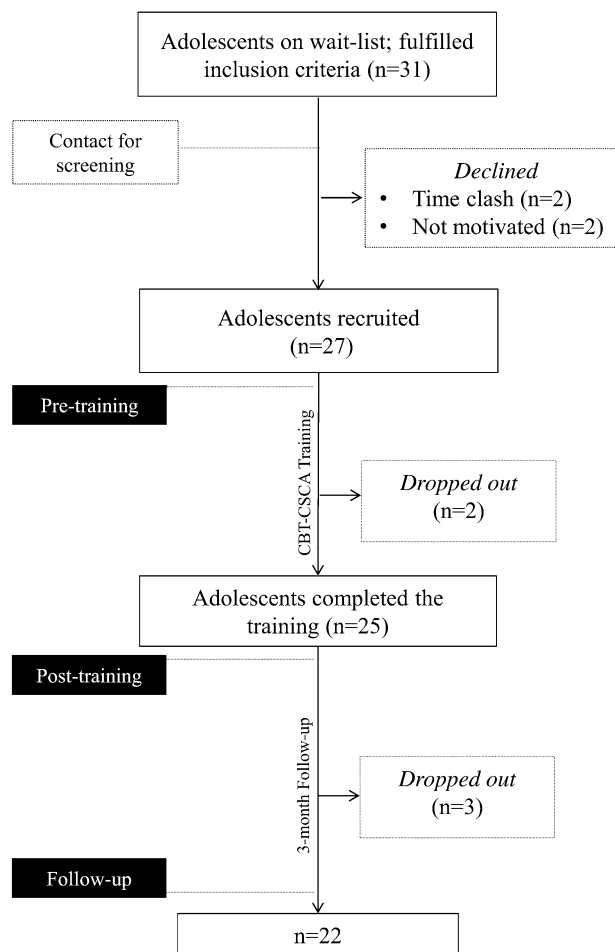 Adolescents on wait-list; fulfilled
inclusion criteria (n=31)
Contact for
screening
Declined
• Time clash (n=2)
• Not motivated (n=2)
Adolescents recruited
(n=27)
Pre-training
CBT-CSCA Training
Dropped out
(n=2)
Adolescents completed the
training (n=25)
Post-training
3-month Follow-up
Dropped out
(n=3)
Follow-up
n=22